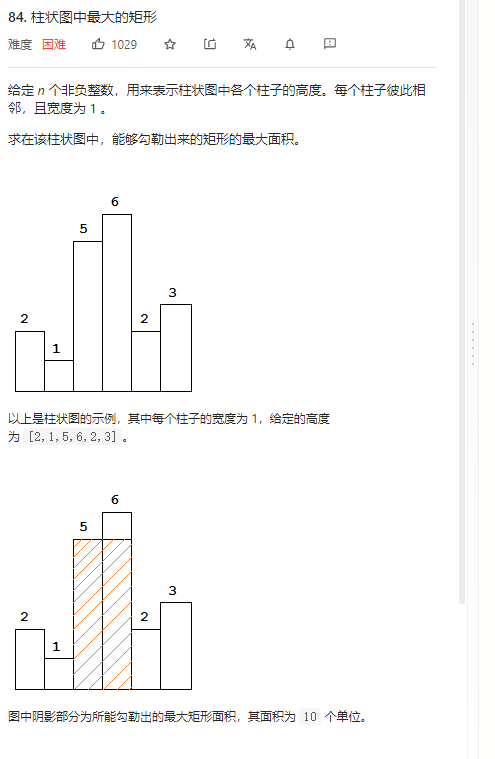 84. 柱状图中最大的矩形
难度 困难 1029
给定 n 个非负整数，用来表示柱状图中各个柱子的高度。每个柱子彼此相
邻，且宽度为 1 。
求在该柱状图中，能够勾勒出来的矩形的最大面积。
6
5
3
2
2
1
以上是柱状图的示例，其中每个柱子的宽度为 1，给定的高度
为 [2,1,5,6,2,3] 。
6
5
3
2
2
1
图中阴影部分为所能勾勒出的最大矩形面积，其面积为 10 个单位。